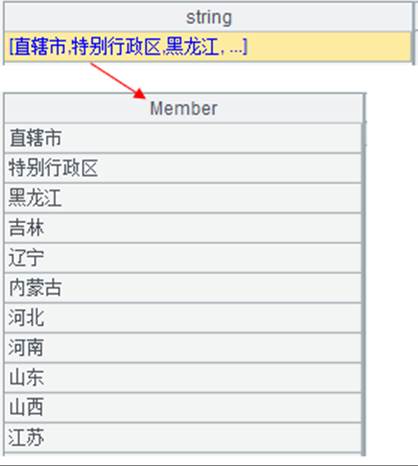 string
[直辖市,特别行政区,黑龙江, ...]
Member
直辖市
特别行政区
黑龙江
吉林
辽宁
内蒙古
河北
河南
山东
山西
江苏